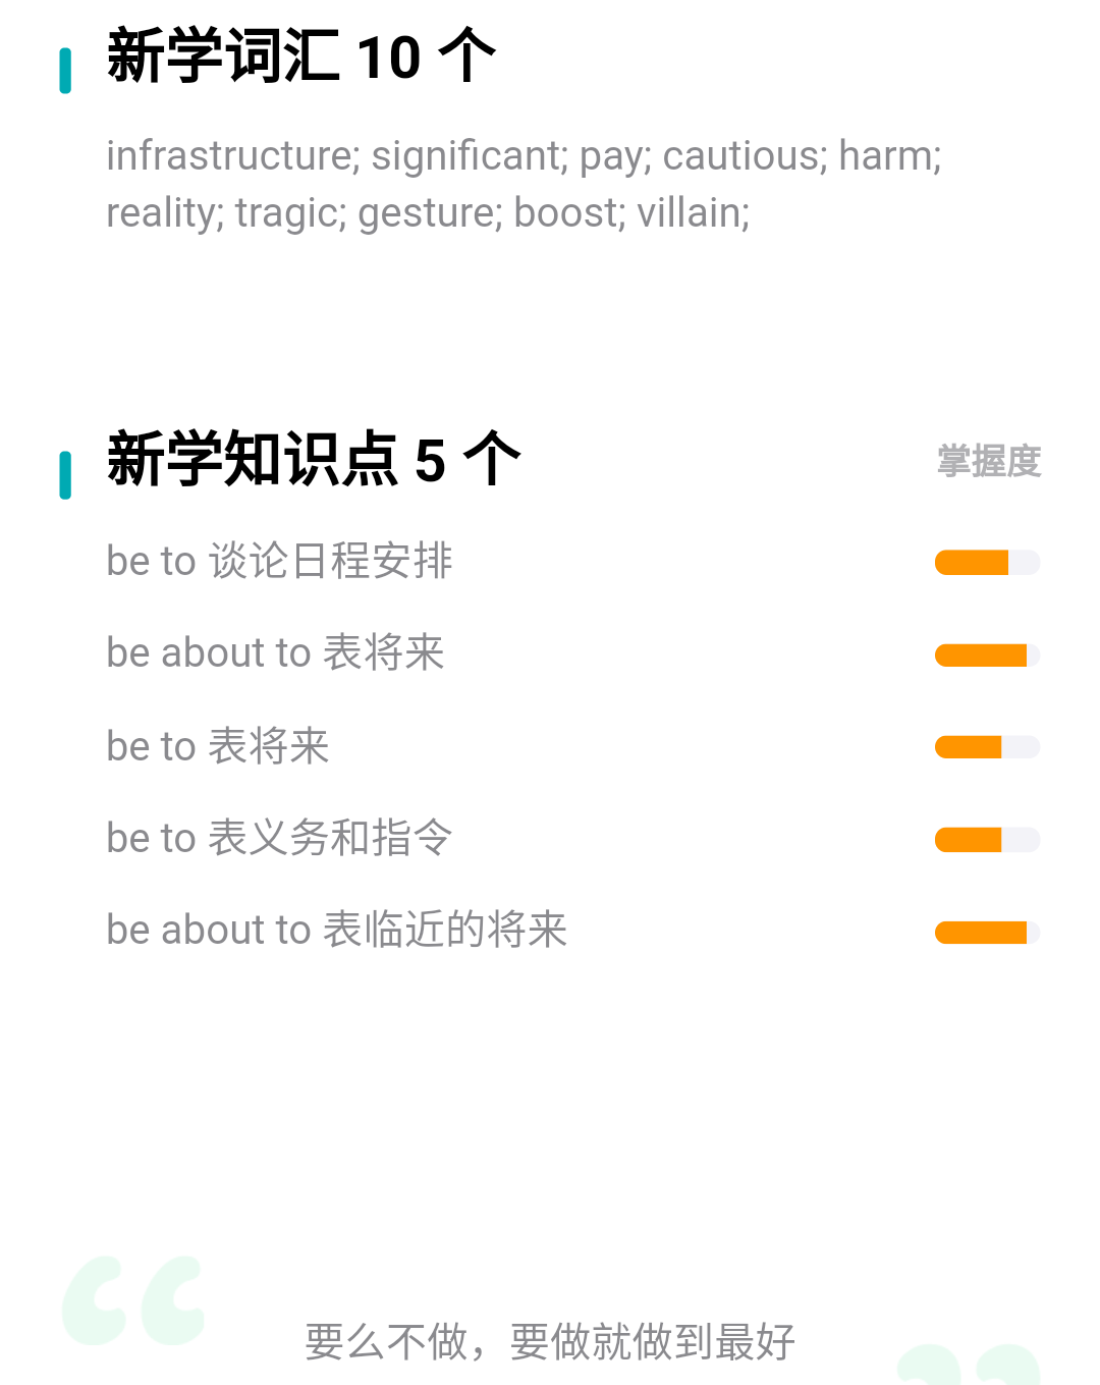 新学词汇 10 个
infrastructure; significant; pay; cautious; harm;
reality; tragic; gesture; boost; villain;
新学知识点 5 个
掌握度
be to 谈论日程安排
be about to 表将来
be to 表将来
be to 表义务和指令
be about to 表临近的将来
“
要么不做，要做就做到最好
”